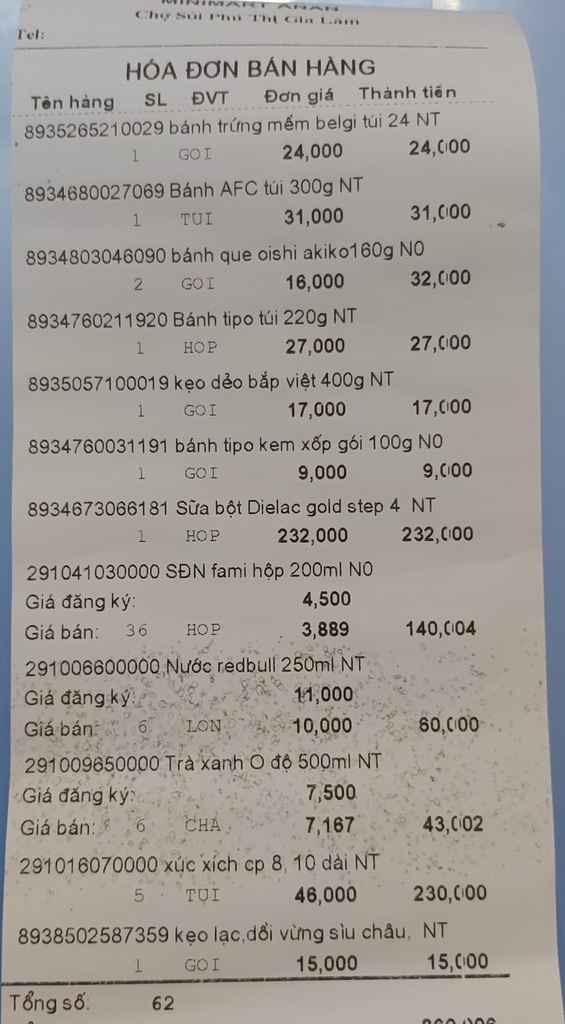 MINIMART ANAN
Chợ Sủi Phú Thị Gia Lâm
Tel:
HÓA ĐƠN BÁN HÀNG
Tên hàng SL ĐVT Đơn giá Thành tiền
8935265210029 bánh trứng mềm belgi túi 24 NT
1 GOI 24,000 24,000
8934680027069 Bánh AFC túi 300g NT
1 TUI 31,000 31,000
8934803046090 bánh que oishi akiko160g N0
2 GOI 16,000 32,000
8934760211920 Bánh tipo túi 220g NT
1 HOP 27,000 27,000
8935057100019 kẹo dẻo bắp việt 400g NT
1 GOI 17,000 17,000
8934760031191 bánh tipo kem xốp gói 100g N0
1 GOI 9,000 9,000
8934673066181 Sữa bột Dielac gold step 4 NT
1 HOP 232,000 232,000
291041030000 SĐN fami hộp 200ml N0
Giá đăng ký: 4,500
Giá bán: 36 HOP 3,889 140,004
291006600000 Nước redbull 250ml NT
Giá đăng ký: 11,000
Giá bán: 6 LON 10,000 60,000
291009650000 Trà xanh O độ 500ml NT
Giá đăng ký: 7,500
Giá bán: 6 CHA 7,167 43,002
291016070000 xúc xích cp 8, 10 dài NT
5 TUI 46,000 230,000
8938502587359 kẹo lạc,dồi vừng sìu châu, NT
1 GOI 15,000 15,000
Tổng số: 62